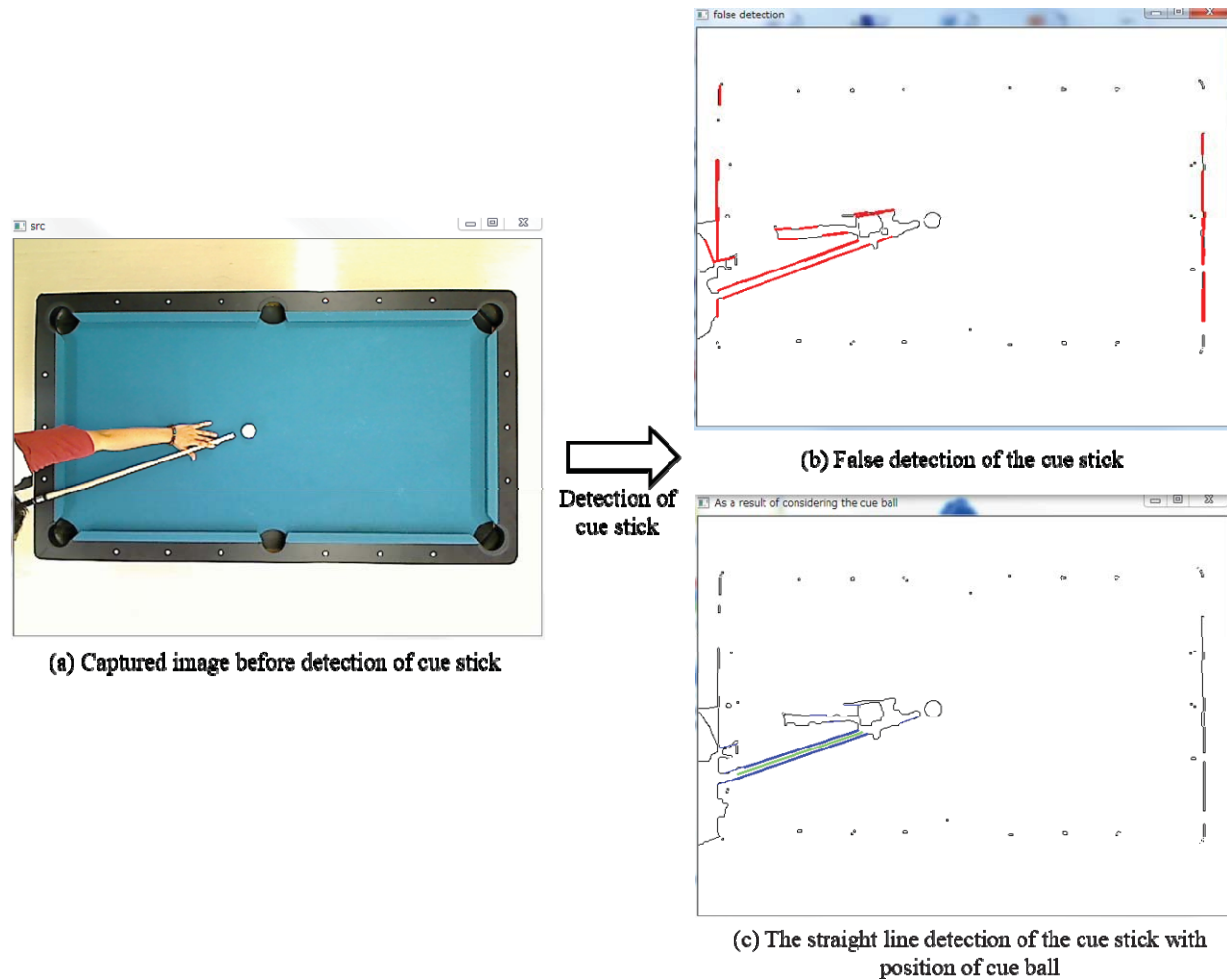 src
(a) Captured image before detection of cue stick
Detection of
cue stick
false detection
(b) False detection of the cue stick
As a result of considering the cue ball
(c) The straight line detection of the cue stick with
position of cue ball